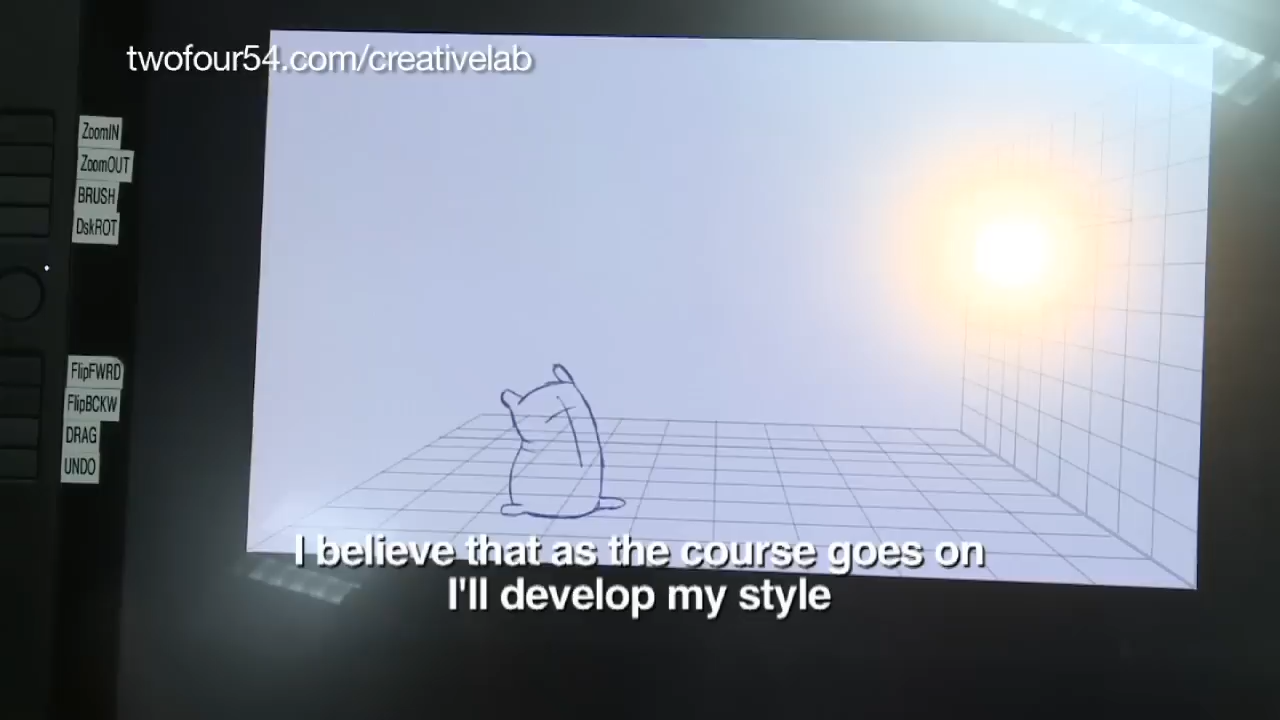 twofour54.com/creativelab
ZoomIN
ZoomOUT
BRUSH
DskROT
FlipFWRD
FlipBCKW
DRAG
UNDO
I believe that as the course goes on
I'll develop my style